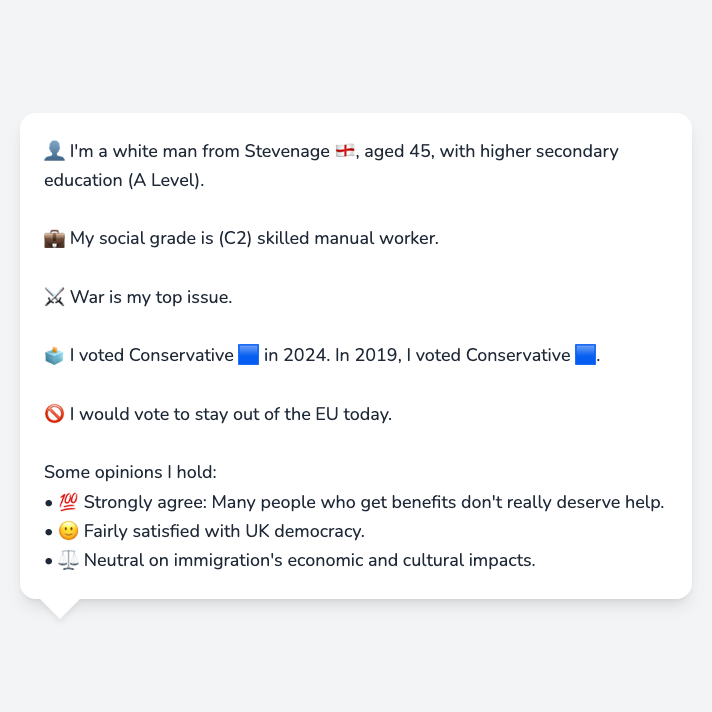 👤 I'm a white man from Stevenage 🏴󠁧󠁢󠁥󠁮󠁧󠁿, aged 45, with higher secondary
education (A Level).
💼 My social grade is (C2) skilled manual worker.
⚔️ War is my top issue.
🗳️ I voted Conservative 🟦 in 2024. In 2019, I voted Conservative 🟦.
🚫 I would vote to stay out of the EU today.
Some opinions I hold:
• 💯 Strongly agree: Many people who get benefits don't really deserve help.
• 🙂 Fairly satisfied with UK democracy.
• ⚖️ Neutral on immigration's economic and cultural impacts.